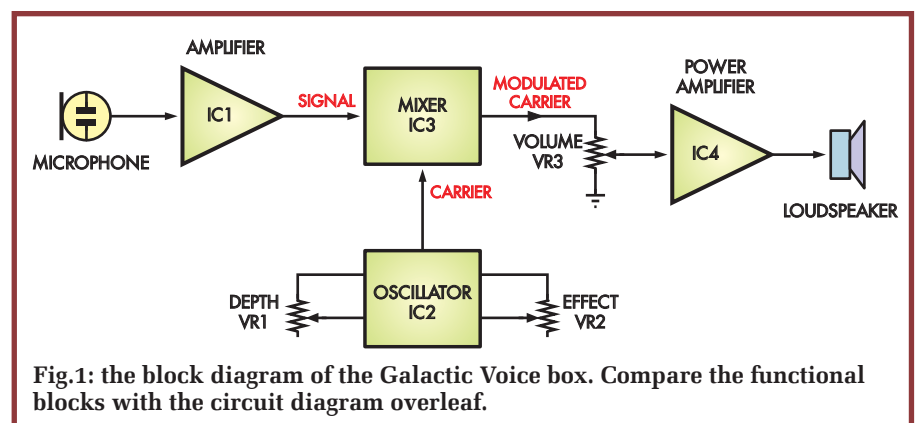 AMPLIFIER
IC1
MICROPHONE
SIGNAL
MIXER
IC3
MODULATED
CARRIER
VOLUME
VR3
POWER
AMPLIFIER
IC4
LOUDSPEAKER
CARRIER
DEPTH
VR1
OSCILLATOR
IC2
EFFECT
VR2
Fig.1: the block diagram of the Galactic Voice box. Compare the functional
blocks with the circuit diagram overleaf.